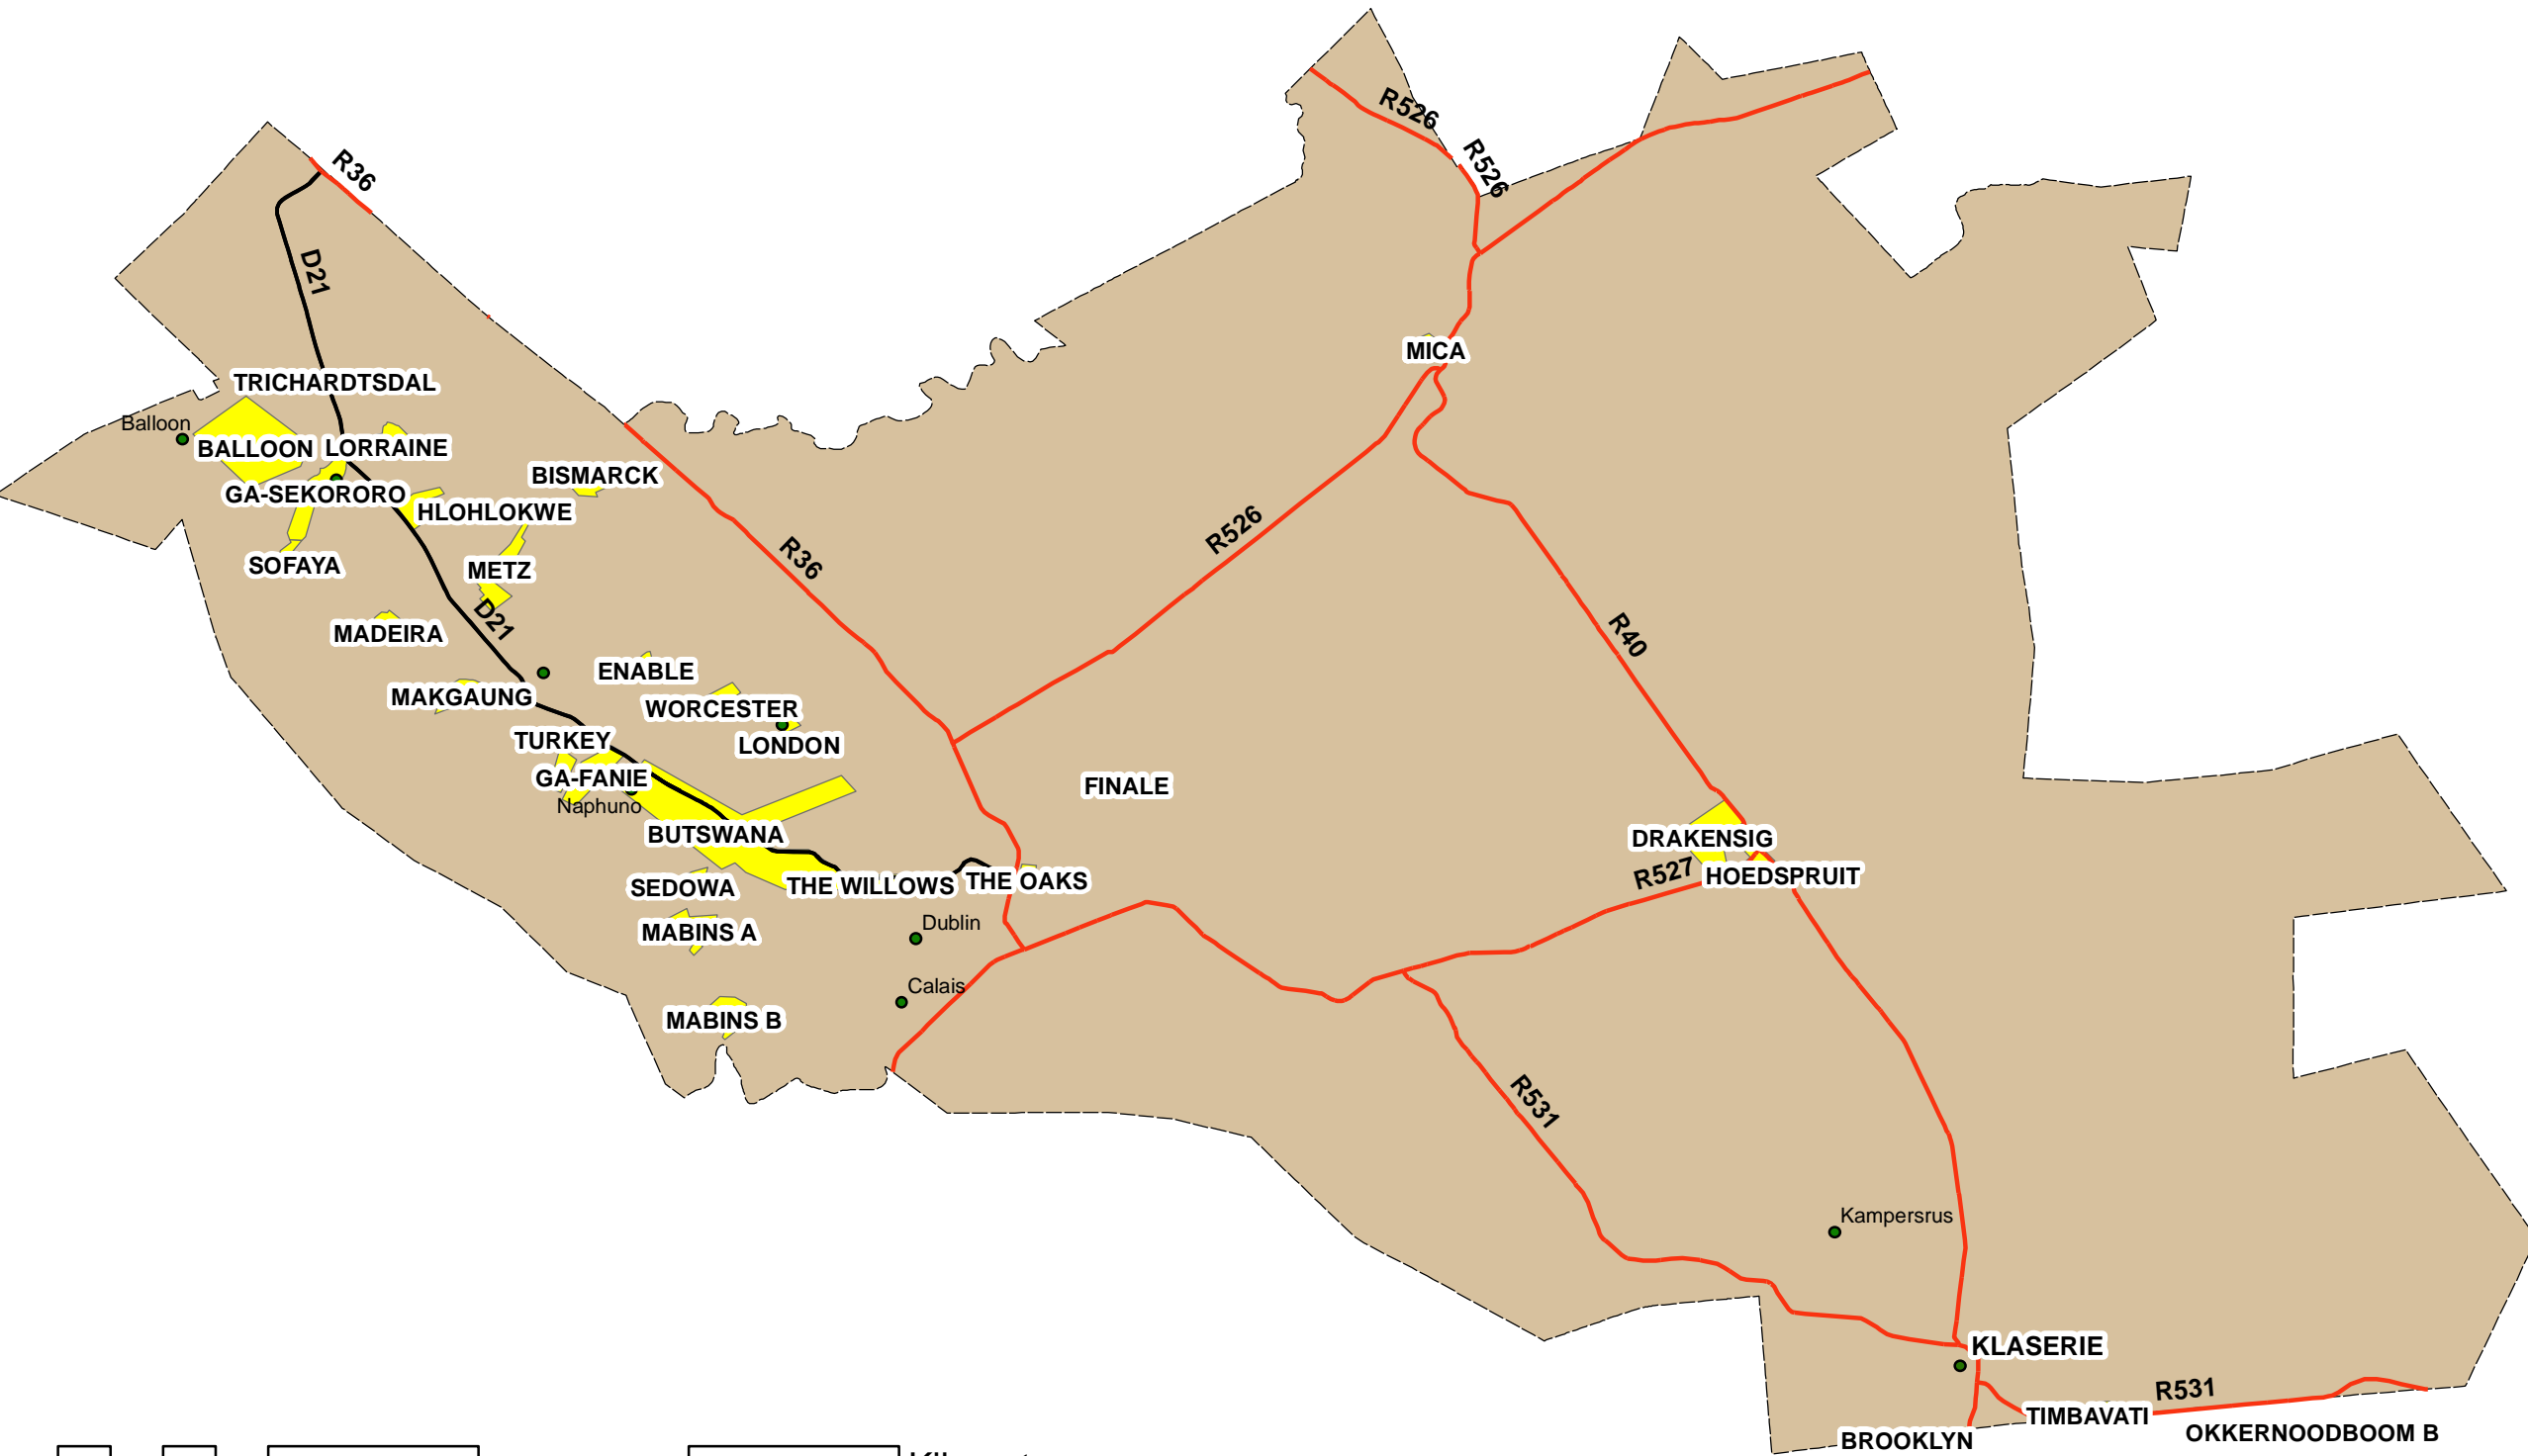 R526
R526
R36
D21
MICA
TRICHARDTSDAL
Balloon
BALLOON
LORRAINE
BISMARCK
GA-SEKORORO
HLOHLOKWE
R526
R36
SOFAYA
METZ
D21
MADEIRA
R40
ENABLE
MAKGAUNG
WORCESTER
TURKEY
LONDON
GA-FANIE
FINALE
Naphuno
BUTSWANA
DRAKENSIG
R527
HOEDSPRUIT
SEDOWA
THE WILLOWS
THE OAKS
MABINS A
Dublin
Calais
MABINS B
R531
Kampersrus
KLASERIE
R531
TIMBAVATI
OKKERNOODBOOM B
BROOKLYN